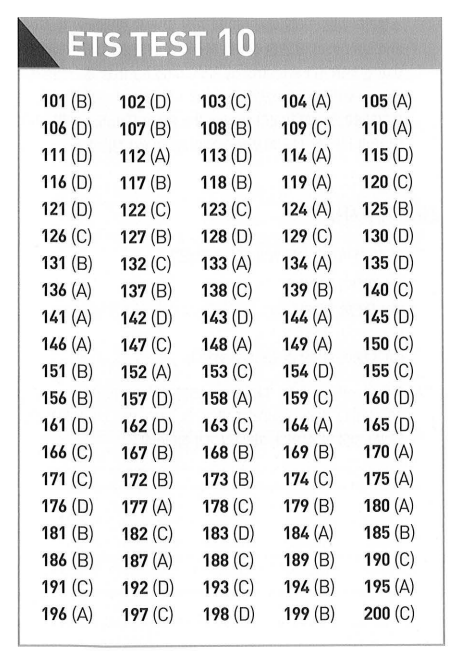 ETS TEST 10
101 (B) 102 (D) 103 (C) 104 (A) 105 (A)
106 (D) 107 (B) 108 (B) 109 (C) 110 (A)
111 (D) 112 (A) 113 (D) 114 (A) 115 (D)
116 (D) 117 (B) 118 (B) 119 (A) 120 (C)
121 (D) 122 (C) 123 (C) 124 (A) 125 (B)
126 (C) 127 (B) 128 (D) 129 (C) 130 (D)
131 (B) 132 (C) 133 (A) 134 (A) 135 (D)
136 (A) 137 (B) 138 (C) 139 (B) 140 (C)
141 (A) 142 (D) 143 (D) 144 (A) 145 (D)
146 (A) 147 (C) 148 (A) 149 (A) 150 (C)
151 (B) 152 (A) 153 (C) 154 (D) 155 (C)
156 (B) 157 (D) 158 (A) 159 (C) 160 (D)
161 (D) 162 (D) 163 (C) 164 (A) 165 (D)
166 (C) 167 (B) 168 (B) 169 (B) 170 (A)
171 (C) 172 (B) 173 (B) 174 (C) 175 (A)
176 (D) 177 (A) 178 (C) 179 (B) 180 (A)
181 (B) 182 (C) 183 (D) 184 (A) 185 (B)
186 (B) 187 (A) 188 (C) 189 (B) 190 (C)
191 (C) 192 (D) 193 (C) 194 (B) 195 (A)
196 (A) 197 (C) 198 (D) 199 (B) 200 (C)